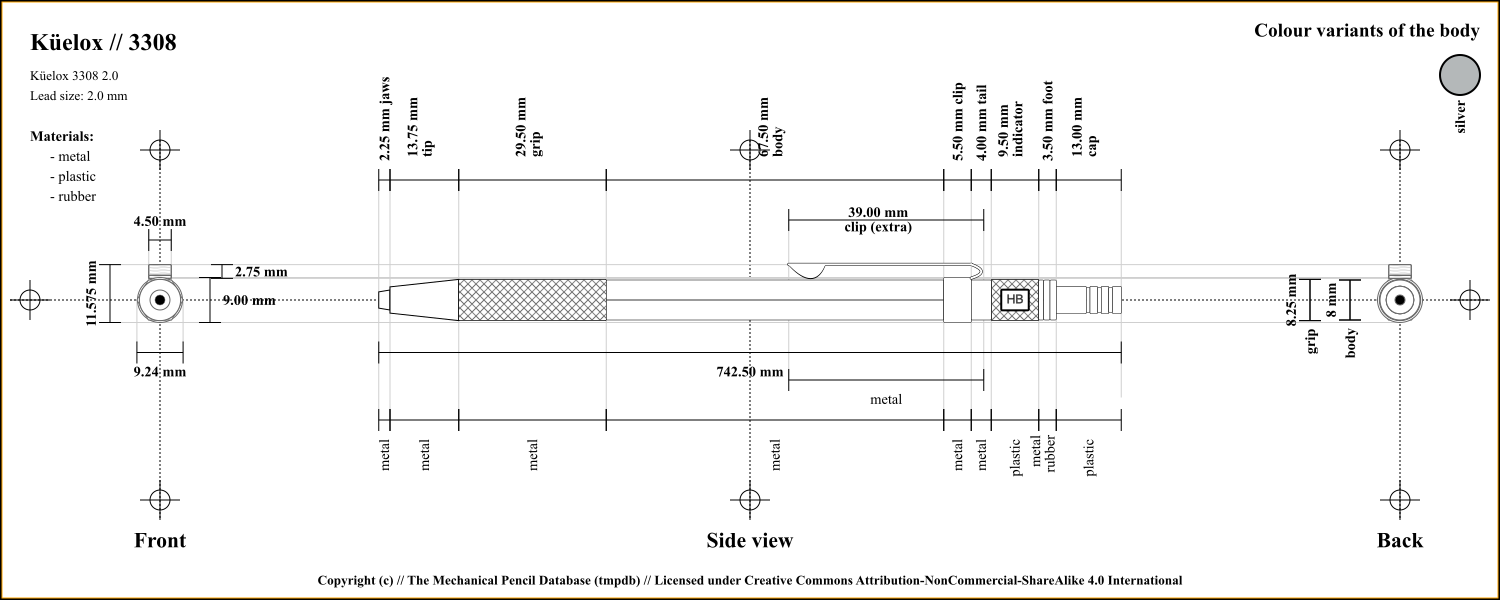 Küelox // 3308
Küelox 3308 2.0
Lead size: 2.0 mm
Materials:
- metal
- plastic
- rubber
Colour variants of the body
silver
2.25 mm jaws
13.75 mm
tip
29.50 mm
grip
67.50 mm
body
5.50 mm clip
4.00 mm tail
9.50 mm
indicator
3.50 mm foot
13.00 mm
cap
39.00 mm
clip (extra)
4.50 mm
2.75 mm
11.575 mm
9.00 mm
9.24 mm
HB
8.25 mm
grip
8 mm
body
742.50 mm
metal
metal
metal
metal
metal
metal
metal
plastic
metal
rubber
plastic
Front
Side view
Back
Copyright (c) // The Mechanical Pencil Database (tmpdb) // Licensed under Creative Commons Attribution-NonCommercial-ShareAlike 4.0 International